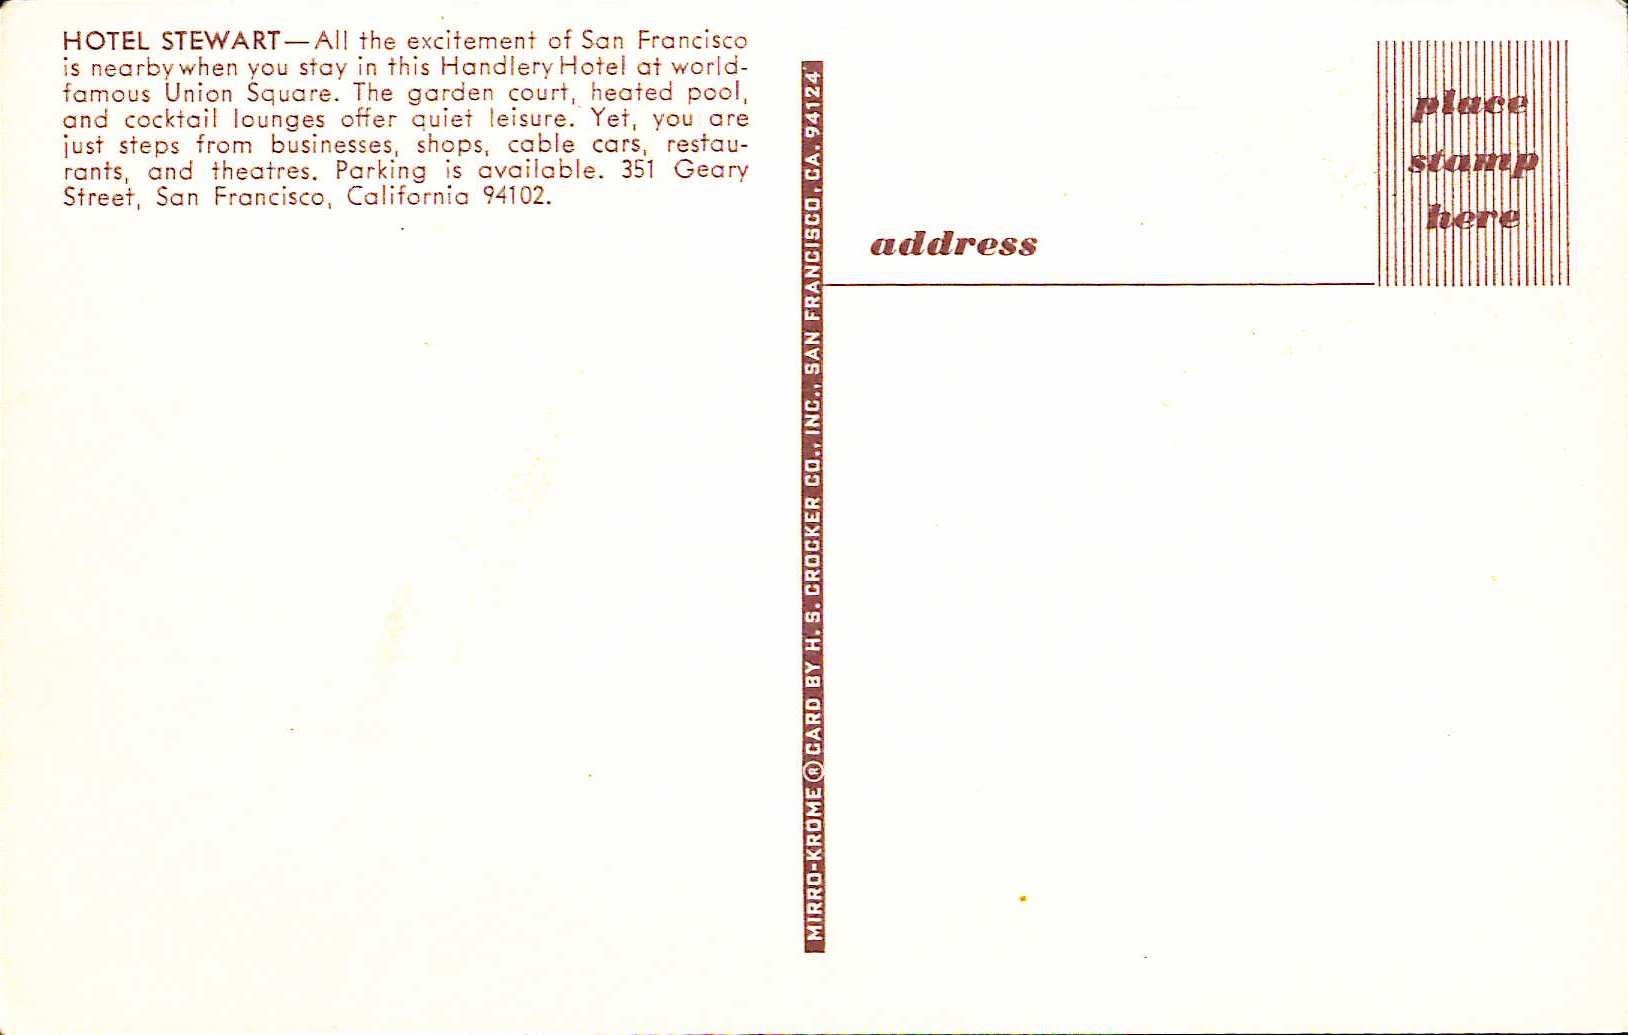 HOTEL STEWART—All the excitement of San Francisco
is nearby when you stay in this Handlery Hotel at world-
famous Union Square. The garden court, heated pool,
and cocktail lounges offer quiet leisure. Yet, you are
just steps from businesses, shops, cable cars, restau-
rants, and theatres. Parking is available. 351 Geary
Street, San Francisco, California 94102.
MIRRO-KROME® CARD BY H. S. CROCKER CO., INC., SAN FRANCISCO, CA. 94124
address
place
stamp
here